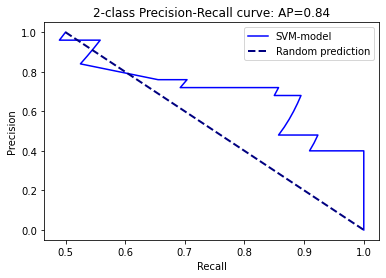 2-class Precision-Recall curve: AP=0.84
SVM-model
Random prediction
Precision
1.0
0.8
0.6
0.4
0.2
0.0
0.5 0.6 0.7 0.8 0.9 1.0
Recall